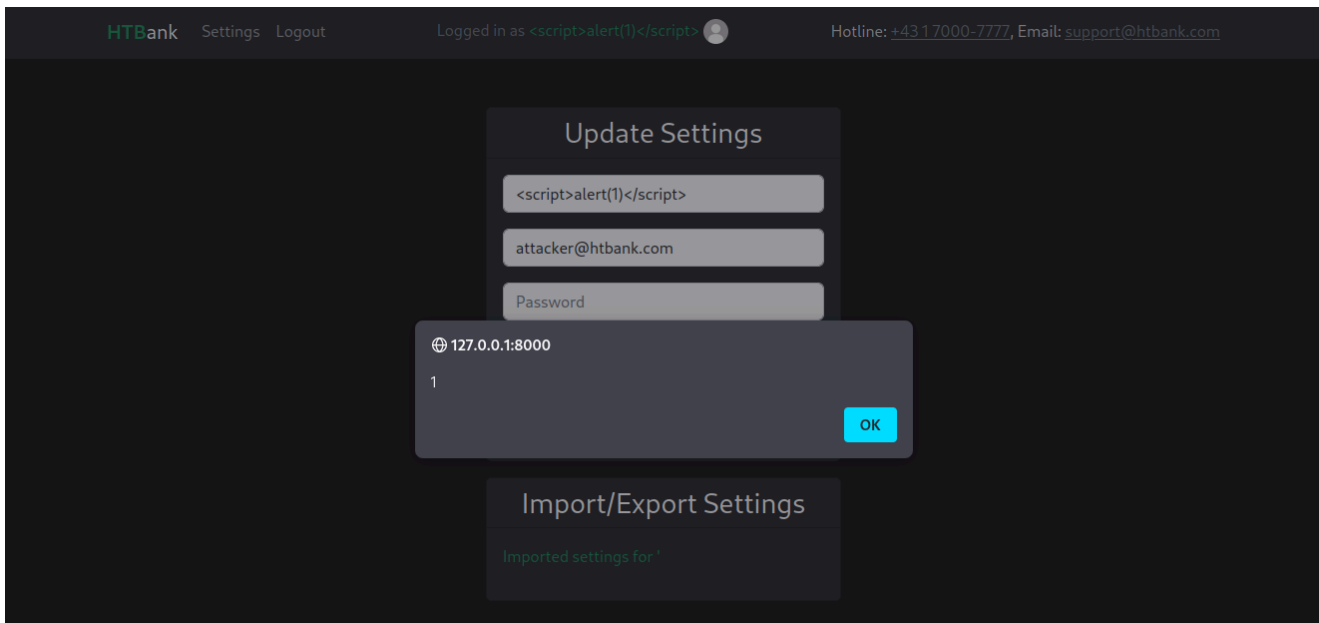 HTBank Settings Logout Logged in as <script>alert(1)</script> Hotline: +43 1 7000-7777, Email: support@htbank.com
Update Settings
<script>alert(1)</script>
attacker@htbank.com
Password
127.0.0.1:8000
1
OK
Import/Export Settings
Imported settings for '